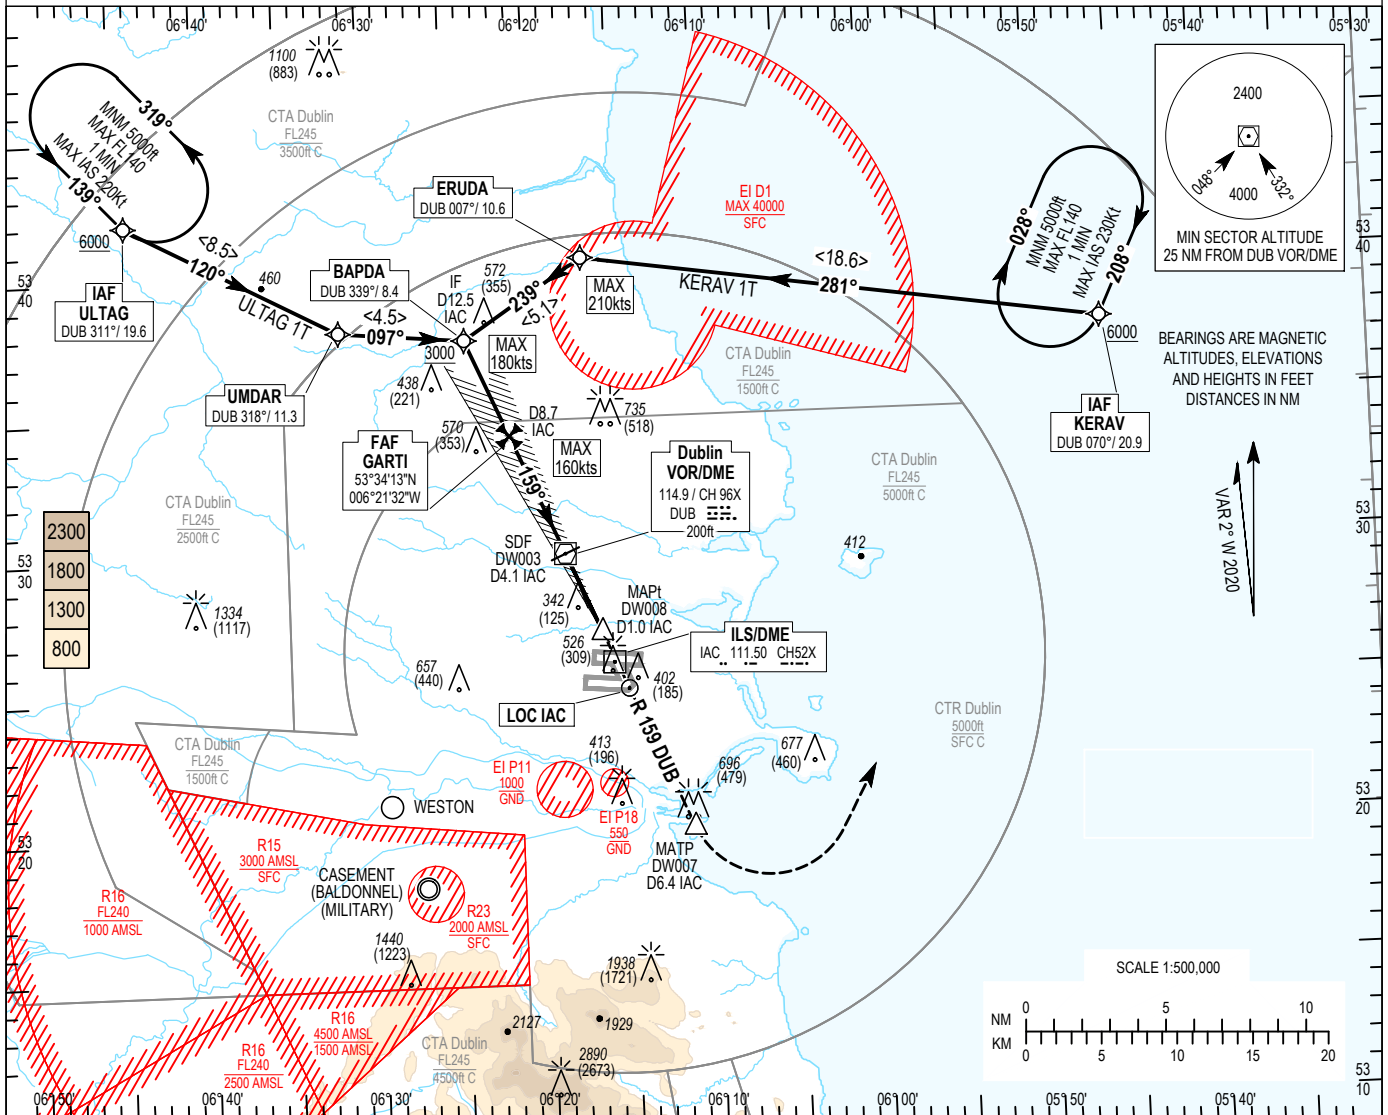 06°40'
06°30'
06°20'
06°10'
06°00'
05°50'
05°40'
05°30'
1100
(883)
CTA Dublin
FL245
3500ft C
319°
MNM 5000ft
MAX FL140
1 MIN
MAX IAS 220Kt
139°
6000
IAF
ULTAG
DUB 311°/ 19.6
<8.5>
120°
460
ULTAG 1T
53
40
ERUDA
DUB 007°/ 10.6
BAPDA
DUB 339°/ 8.4
IF
D12.5
IAC
572
(355)
239°
<5.1>
MAX
210kts
<4.5>
097°
3000
MAX
180kts
UMDAR
DUB 318°/ 11.3
438
(221)
570
(353)
EI D1
MAX 40000
SFC
KERAV 1T
<18.6>
281°
028°
MNM 5000ft
MAX FL140
1 MIN
MAX IAS 230Kt
208°
6000
IAF
KERAV
DUB 070°/ 20.9
2400
048°
332°
4000
MIN SECTOR ALTITUDE
25 NM FROM DUB VOR/DME
53
40
BEARINGS ARE MAGNETIC
ALTITUDES, ELEVATIONS
AND HEIGHTS IN FEET
DISTANCES IN NM
VAR 2° W 2020
CTA Dublin
FL245
1500ft C
735
(518)
D8.7
IAC
MAX
160kts
FAF
GARTI
53°34'13"N
006°21'32"W
159°
Dublin
VOR/DME
114.9 / CH 96X
DUB
200ft
CTA Dublin
FL245
5000ft C
412
53
30
CTA Dublin
FL245
2500ft C
2300
1800
1300
800
53
30
1334
(1117)
SDF
DW003
D4.1 IAC
342
(125)
MAPt
DW008
D1.0 IAC
526
(309)
ILS/DME
IAC 111.50 CH52X
402
(185)
657
(440)
LOC IAC
R 159 DUB
CTR Dublin
5000ft
SFC C
677
(460)
696
(479)
413
(196)
EI P11
1000
GND
EI P18
550
GND
CTA Dublin
FL245
1500ft C
WESTON
MATP
DW007
D6.4 IAC
53
20
53
20
R15
3000 AMSL
SFC
CASEMENT
(BALDONNEL)
(MILITARY)
R16
FL240
1000 AMSL
R23
2000 AMSL
SFC
1440
(1223)
1938
(1721)
2127
1929
2890
(2673)
R16
4500 AMSL
1500 AMSL
R16
FL240
2500 AMSL
CTA Dublin
FL245
4500ft C
SCALE 1:500,000
NM 0 5 10
KM 0 5 10 15 20
53
10
06°50'
06°40'
06°30'
06°20'
06°10'
06°00'
05°50'
05°40'